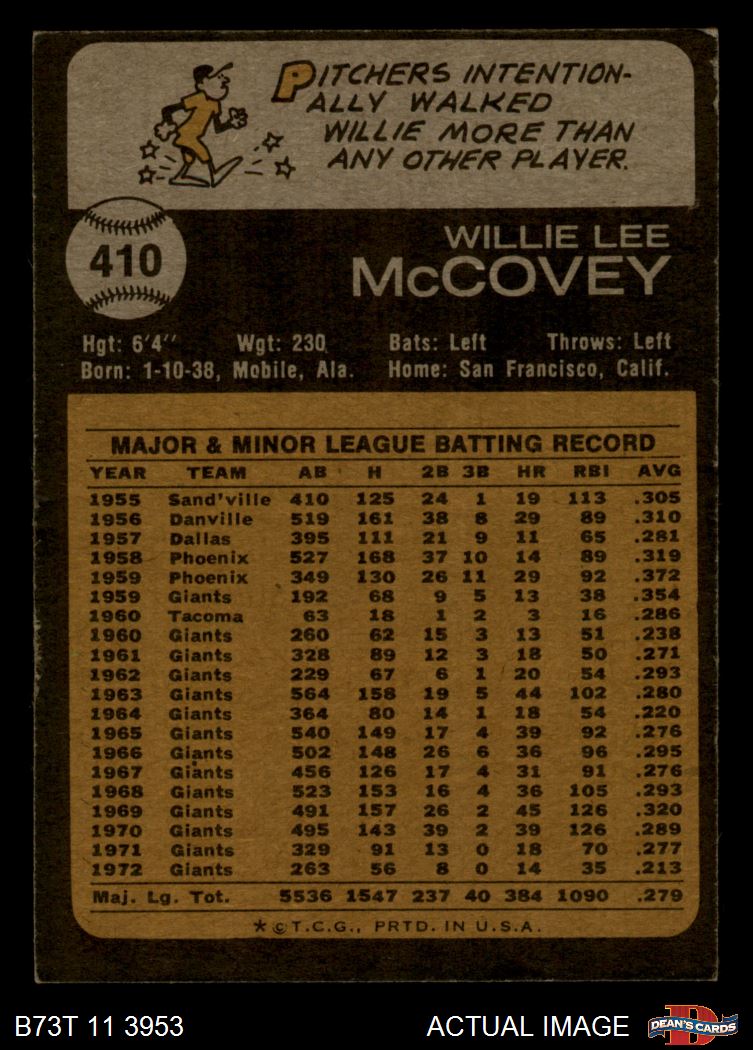 PITCHERS INTENTION-
ALLY WALKED
WILLIE MORE THAN
ANY OTHER PLAYER.
410
WILLIE LEE
McCOVEY
Hgt: 6'4'' Wgt: 230 Bats: Left Throws: Left
Born: 1-10-38, Mobile, Ala. Home: San Francisco, Calif.
MAJOR & MINOR LEAGUE BATTING RECORD
YEAR TEAM AB H 2B 3B HR RBI AVG
1955 Sand'ville 410 125 24 1 19 113 .305
1956 Danville 519 161 38 8 29 89 .310
1957 Dallas 395 111 21 9 11 65 .281
1958 Phoenix 527 168 37 10 14 89 .319
1959 Phoenix 349 130 26 11 29 92 .372
1959 Giants 192 68 9 5 13 38 .354
1960 Tacoma 63 18 1 2 3 16 .286
1960 Giants 260 62 15 3 13 51 .238
1961 Giants 328 89 12 3 18 50 .271
1962 Giants 229 67 6 1 20 54 .293
1963 Giants 564 158 19 5 44 102 .280
1964 Giants 364 80 14 1 18 54 .220
1965 Giants 540 149 17 4 39 92 .276
1966 Giants 502 148 26 6 36 96 .295
1967 Giants 456 126 17 4 31 91 .276
1968 Giants 523 153 16 4 36 105 .293
1969 Giants 491 157 26 2 45 126 .320
1970 Giants 495 143 39 2 39 126 .289
1971 Giants 329 91 13 0 18 70 .277
1972 Giants 263 56 8 0 14 35 .213
Maj. Lg. Tot. 5536 1547 237 40 384 1090 .279
*©T.C.G., PRTD. IN U.S.A.
B73T 11 3953 ACTUAL IMAGE D DEAN'S CARDS